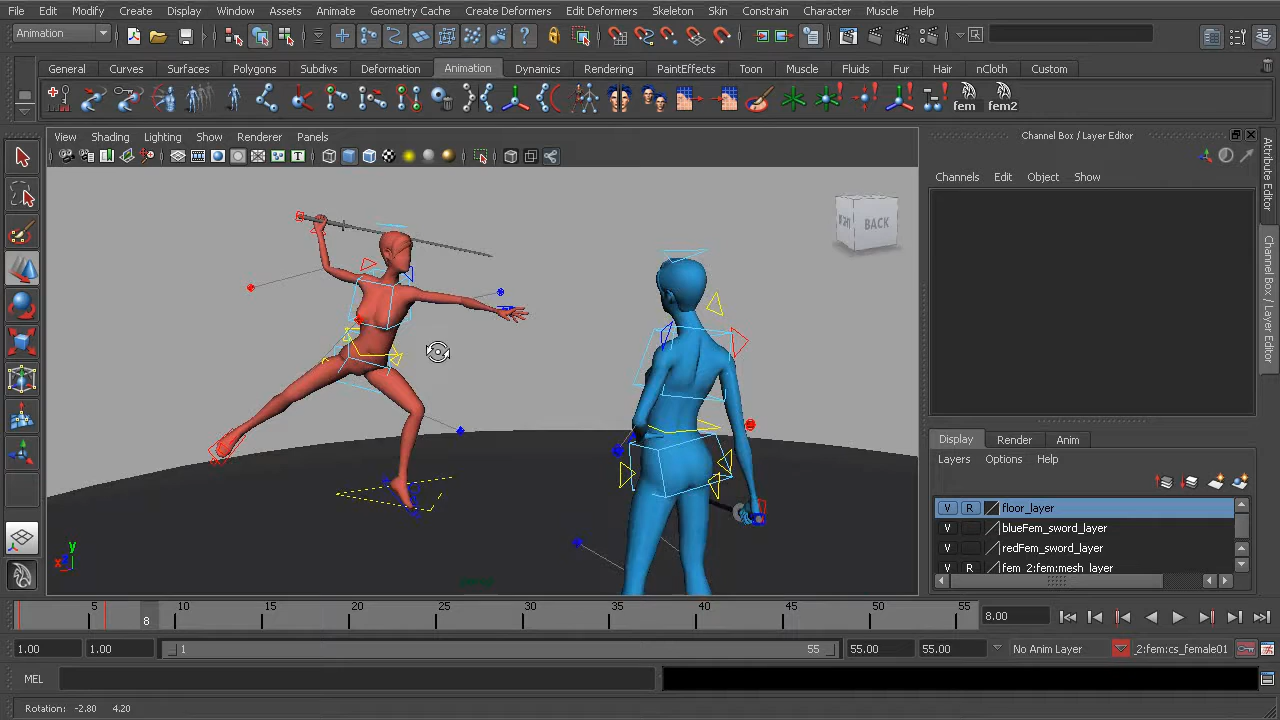 File Edit Modify Create Display Window Assets Animate Geometry Cache Create Deformers Edit Deformers Skeleton Skin Constrain Character Muscle Help
Animation
General Curves Surfaces Polygons Subdivs Deformation Animation Dynamics Rendering PaintEffects Toon Muscle Fluids Fur Hair nCloth Custom
fem fem2
View Shading Lighting Show Renderer Panels
Channel Box / Layer Editor
Channels Edit Object Show
Attribute Editor
Channel Box / Layer Editor
BACK
Display Render Anim
Layers Options Help
V R floor_layer
V blueFem_sword_layer
V redFem_sword_layer
V R fem_2:fem:mesh_layer
y
5 8 10 15 20 25 30 35 40 45 50 55
8.00
1.00 1.00 1 55 55.00 55.00 No Anim Layer _2:fem:cs_female01
MEL
Rotation: -2.80 4.20